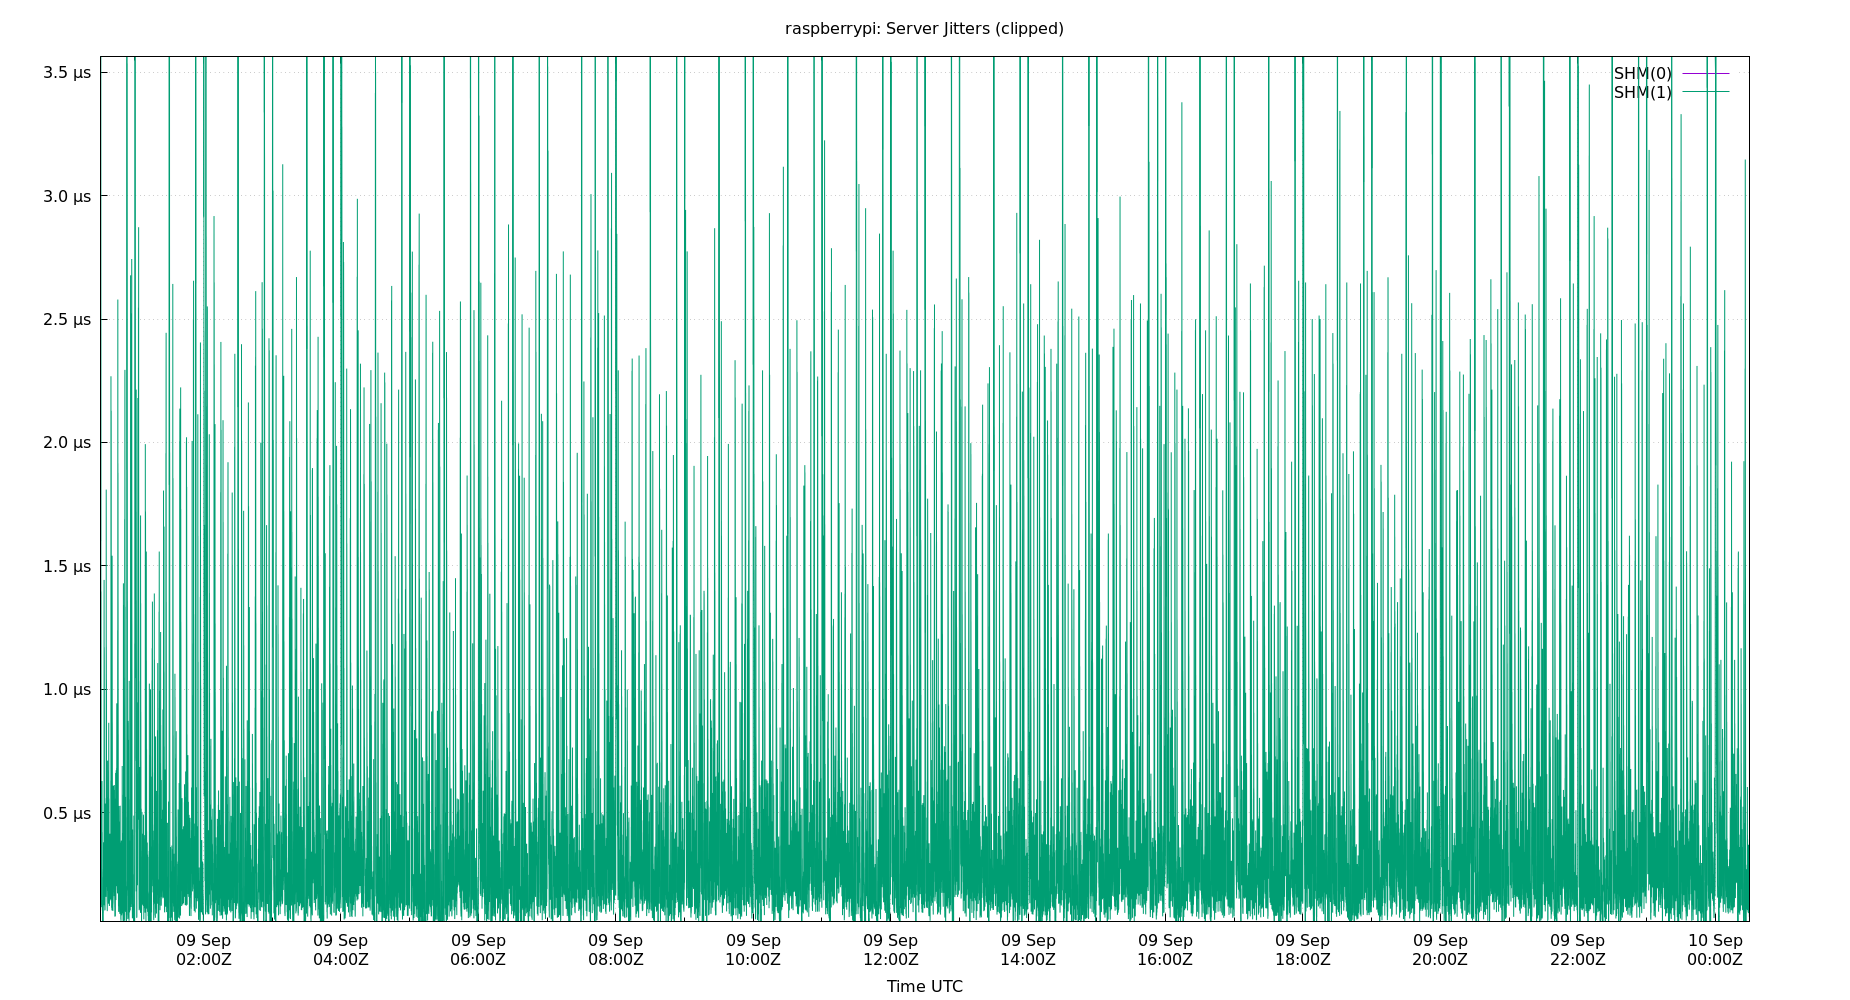 raspberrypi: Server Jitters (clipped)
3.5 μs
3.0 μs
2.5 μs
2.0 μs
1.5 μs
1.0 μs
0.5 μs
SHM(0)
SHM(1)
09 Sep 09 Sep 09 Sep 09 Sep 09 Sep 09 Sep 09 Sep 09 Sep 09 Sep 09 Sep 09 Sep 10 Sep
02:00Z 04:00Z 06:00Z 08:00Z 10:00Z 12:00Z 14:00Z 16:00Z 18:00Z 20:00Z 22:00Z 00:00Z
Time UTC